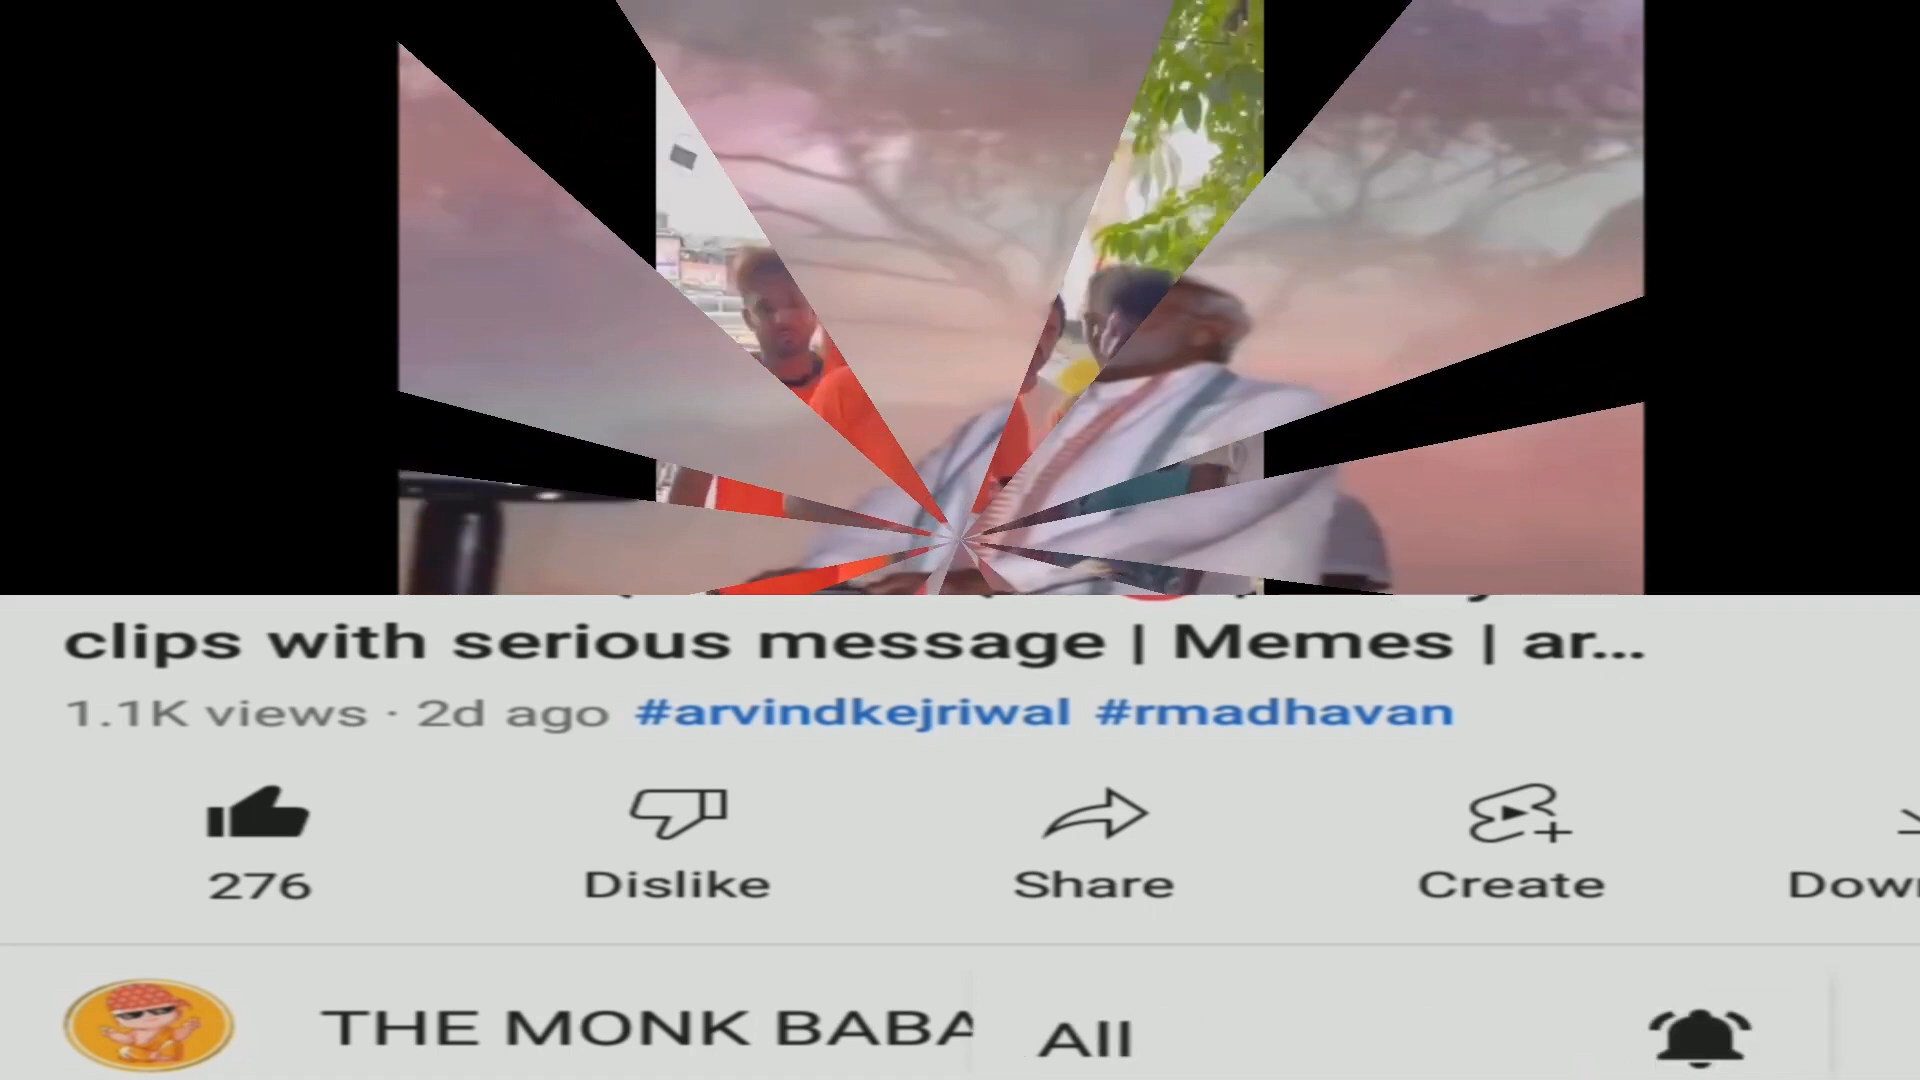 clips with serious message | Memes | ar...
1.1K views · 2d ago #arvindkejriwal #rmadhavan
276 Dislike Share Create Down
THE MONK BABA All